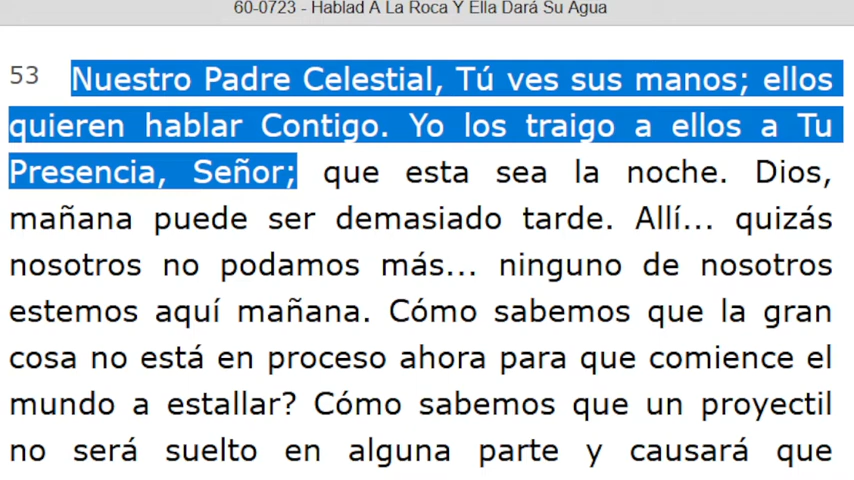 60-0723 - Hablad A La Roca Y Ella Dará Su Agua
53 Nuestro Padre Celestial, Tú ves sus manos; ellos
quieren hablar Contigo. Yo los traigo a ellos a Tu
Presencia, Señor; que esta sea la noche. Dios,
mañana puede ser demasiado tarde. Allí... quizás
nosotros no podamos más... ninguno de nosotros
estemos aquí mañana. Cómo sabemos que la gran
cosa no está en proceso ahora para que comience el
mundo a estallar? Cómo sabemos que un proyectil
no será suelto en alguna parte y causará que